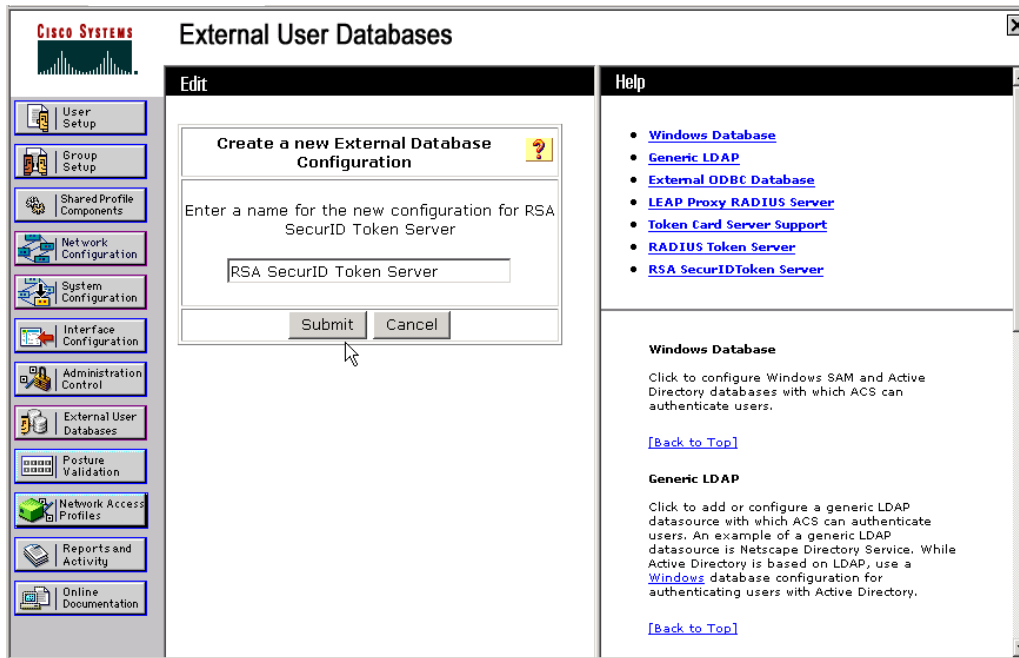 CISCO SYSTEMS
External User Databases
User
Setup
Group
Setup
Shared Profile
Components
Network
Configuration
System
Configuration
Interface
Configuration
Administration
Control
External User
Databases
Posture
Validation
Network Access
Profiles
Reports and
Activity
Online
Documentation
Edit
Create a new External Database
Configuration
?
Enter a name for the new configuration for RSA
SecurID Token Server
RSA SecurID Token Server
Submit
Cancel
Help
• Windows Database
• Generic LDAP
• External ODBC Database
• LEAP Proxy RADIUS Server
• Token Card Server Support
• RADIUS Token Server
• RSA SecurIDToken Server
Windows Database
Click to configure Windows SAM and Active
Directory databases with which ACS can
authenticate users.
[Back to Top]
Generic LDAP
Click to add or configure a generic LDAP
datasource with which ACS can authenticate
users. An example of a generic LDAP
datasource is Netscape Directory Service. While
Active Directory is based on LDAP, use a
Windows database configuration for
authenticating users with Active Directory.
[Back to Top]